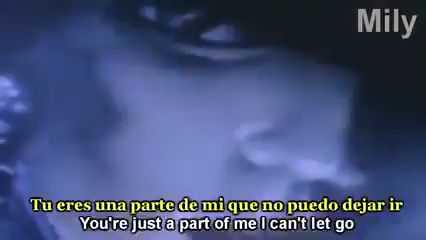 Mily
Tu eres una parte de mi que no puedo dejar ir
You're just a part of me I can't let go